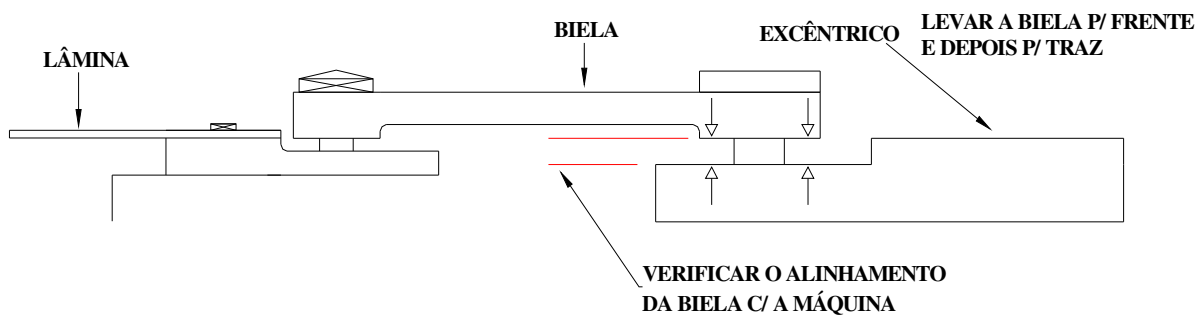 LÂMINA
BIELA
EXCÊNTRICO
LEVAR A BIELA P/ FRENTE
E DEPOIS P/ TRAZ
VERIFICAR O ALINHAMENTO
DA BIELA C/ A MÁQUINA